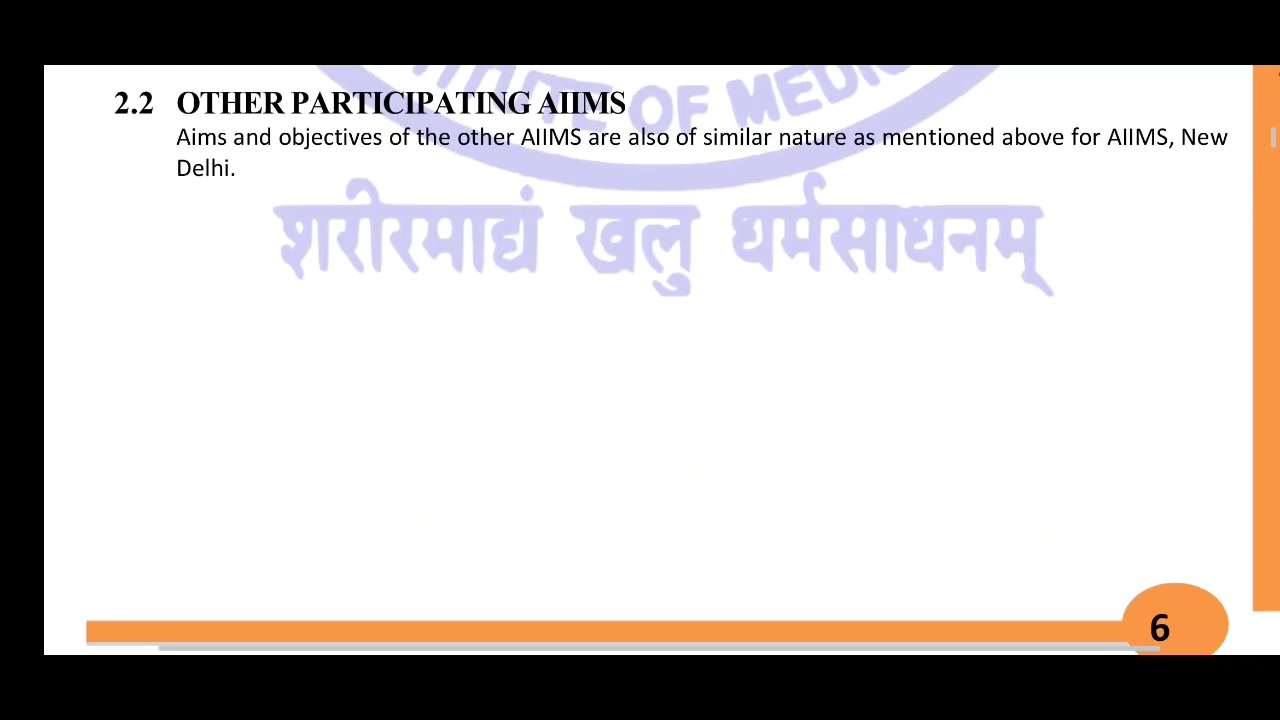 OF MEDIC
2.2 OTHER PARTICIPATING AIIMS
Aims and objectives of the other AIIMS are also of similar nature as mentioned above for AIIMS, New
Delhi.
शरीरमाद्यं खलु धर्मसाधनम्
6